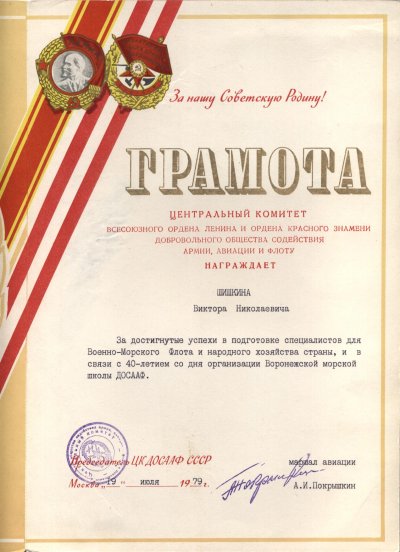 За нашу Советскую Родину!
ГРАМОТА
ЦЕНТРАЛЬНЫЙ КОМИТЕТ
ВСЕСОЮЗНОГО ОРДЕНА ЛЕНИНА И ОРДЕНА КРАСНОГО ЗНАМЕНИ
ДОБРОВОЛЬНОГО ОБЩЕСТВА СОДЕЙСТВИЯ
АРМИИ, АВИАЦИИ И ФЛОТУ
НАГРАЖДАЕТ
ШИШКИНА
Виктора Николаевича
За достигнутые успехи в подготовке специалистов для
Военно-Морского Флота и народного хозяйства страны, и в
связи с 40-летием со дня организации Воронежской морской
школы ДОСААФ.
Председатель ЦК ДОСААФ СССР маршал авиации
Москва „19 " июля 1979 г. А.И.Покрышкин